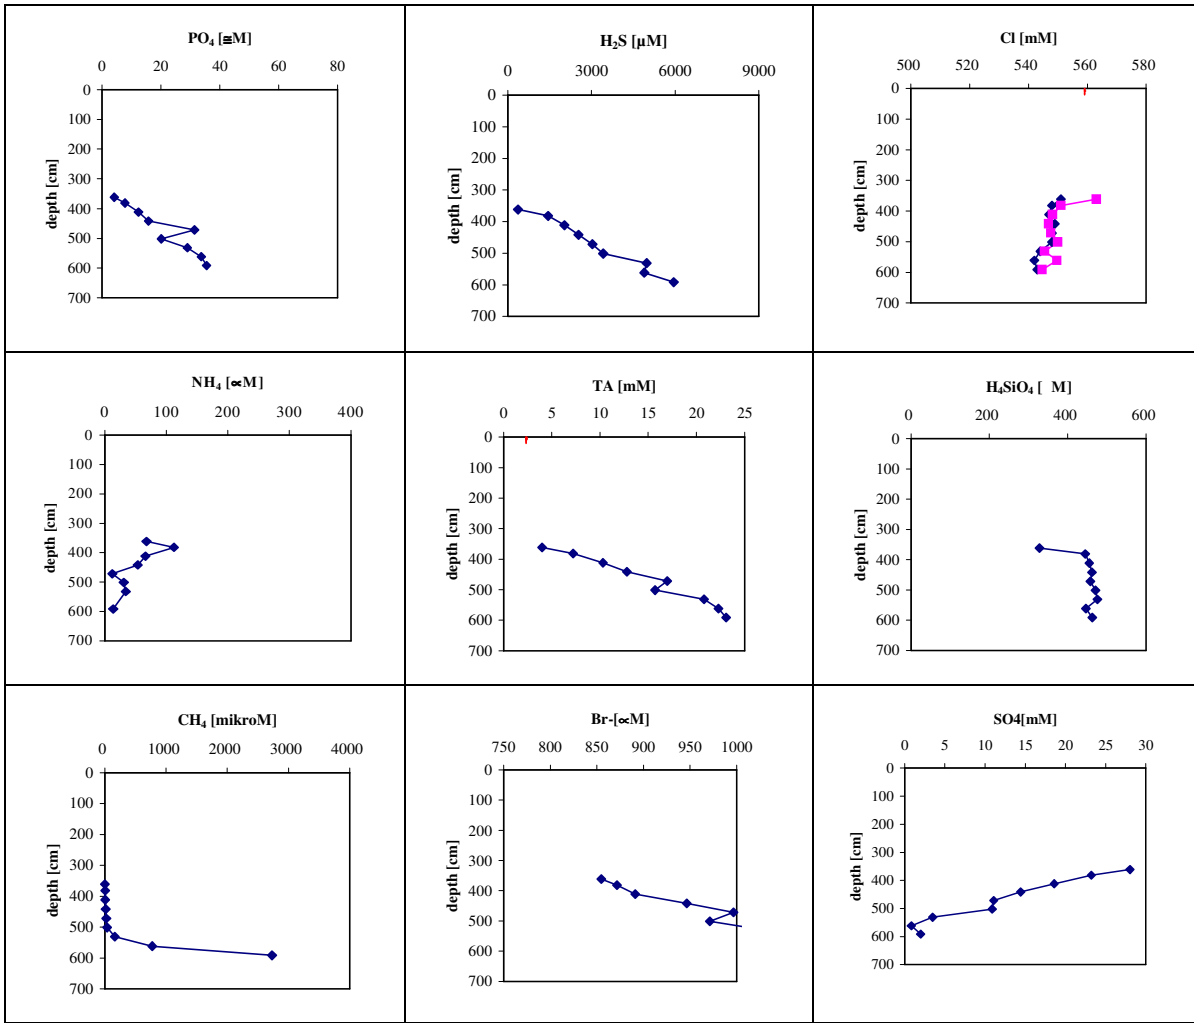 PO₄ [≅M]
0 20 40 60 80
0
100
200
300
400
500
600
700
depth [cm]
H₂S [µM]
0 3000 6000 9000
0
100
200
300
400
500
600
700
depth [cm]
Cl [mM]
500 520 540 560 580
0
100
200
300
400
500
600
700
depth [cm]
NH₄ [∝M]
0 100 200 300 400
0
100
200
300
400
500
600
700
depth [cm]
TA [mM]
0 5 10 15 20 25
0
100
200
300
400
500
600
700
depth [cm]
H₄SiO₄ [ M]
0 200 400 600
0
100
200
300
400
500
600
700
depth [cm]
CH₄ [mikroM]
0 1000 2000 3000 4000
0
100
200
300
400
500
600
700
depth [cm]
Br-[∝M]
750 800 850 900 950 1000
0
100
200
300
400
500
600
700
depth [cm]
SO4[mM]
0 5 10 15 20 25 30
0
100
200
300
400
500
600
700
depth [cm]